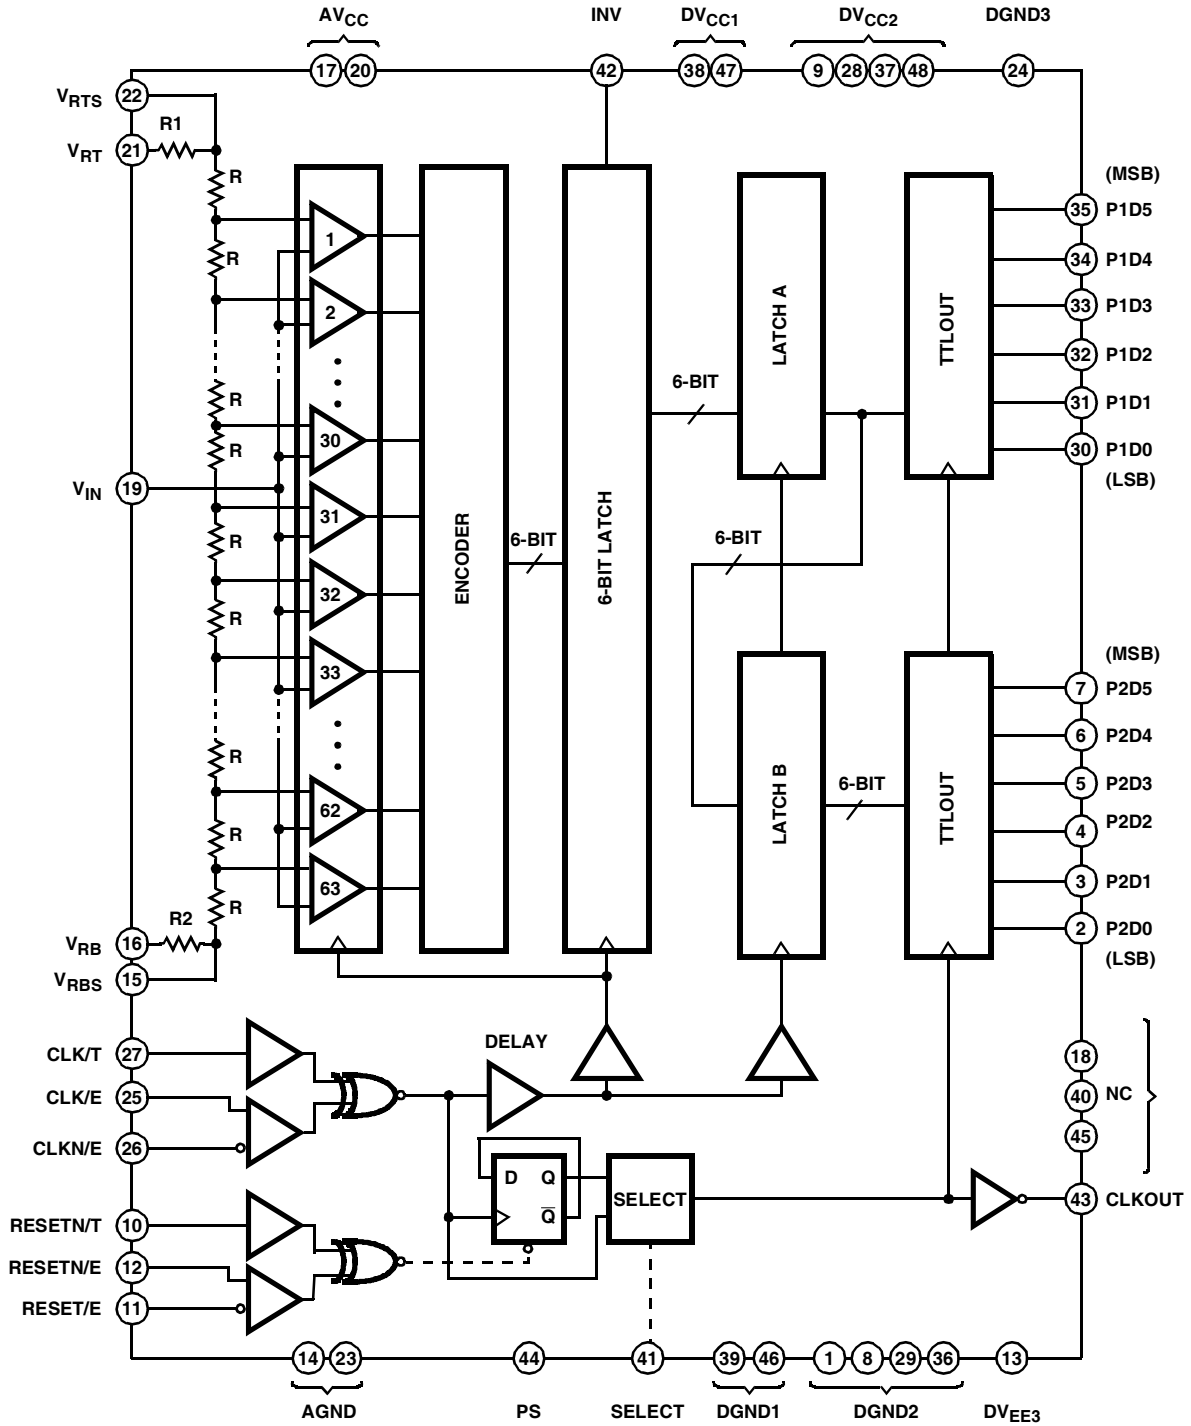 AVCC INV DVCC1 DVCC2 DGND3
17 20 42 38 47 9 28 37 48 24
VRTS 22
R1
VRT 21
R
R
R
R
R
R
R
R
R
VIN 19
R2
VRB 16
VRBS 15
1
2
30
31
32
33
62
63
ENCODER
6-BIT
6-BIT LATCH
6-BIT
LATCH A
6-BIT
LATCH B
6-BIT
TTLOUT
TTLOUT
(MSB)
35 P1D5
34 P1D4
33 P1D3
32 P1D2
31 P1D1
30 P1D0
(LSB)
(MSB)
7 P2D5
6 P2D4
5 P2D3
4 P2D2
3 P2D1
2 P2D0
(LSB)
18
40 NC
45
43 CLKOUT
CLK/T 27
CLK/E 25
CLKN/E 26
DELAY
D Q
Q
SELECT
RESETN/T 10
RESETN/E 12
RESET/E 11
14 23 44 41 39 46 1 8 29 36 13
AGND PS SELECT DGND1 DGND2 DVEE3